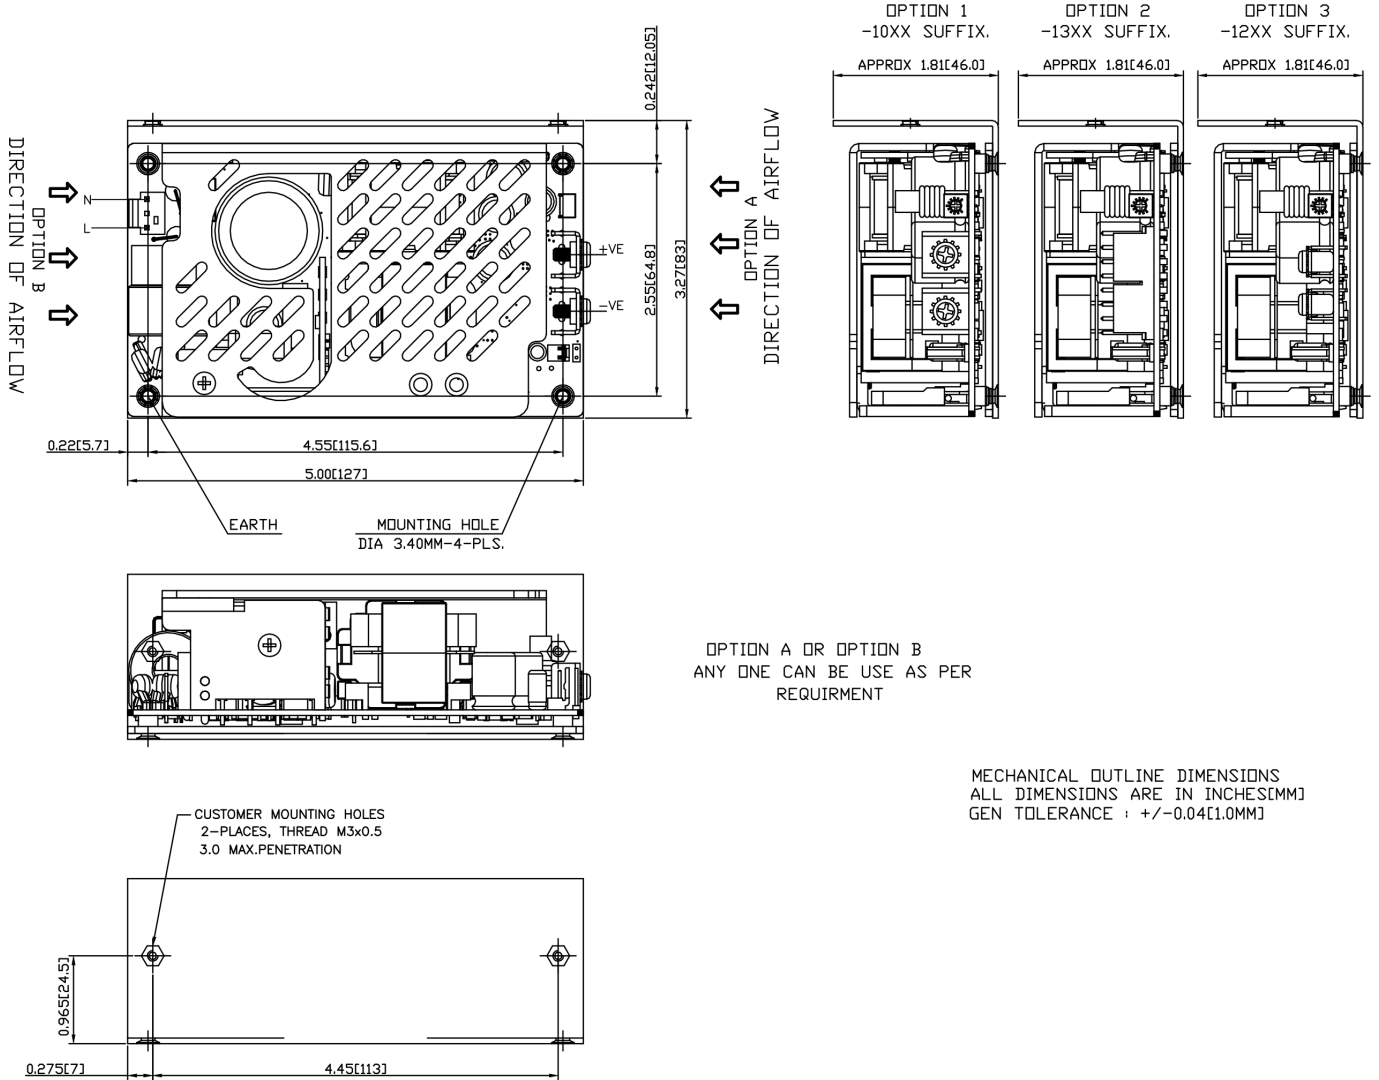 OPTION 1
-10XX SUFFIX.
OPTION 2
-13XX SUFFIX.
OPTION 3
-12XX SUFFIX.
APPROX 1.81[46.0]
APPROX 1.81[46.0]
APPROX 1.81[46.0]
0.242[12.05]
DIRECTION OF AIRFLOW
OPTION B
N
L
+VE
-VE
2.55[64.8]
3.27[83]
OPTION A
DIRECTION OF AIRFLOW
0.22[5.7]
4.55[115.6]
5.00[127]
EARTH
MOUNTING HOLE
DIA 3.40MM-4-PLS.
OPTION A OR OPTION B
ANY ONE CAN BE USE AS PER
REQUIRMENT
MECHANICAL OUTLINE DIMENSIONS
ALL DIMENSIONS ARE IN INCHES[MM]
GEN TOLERANCE : +/-0.04[1.0MM]
CUSTOMER MOUNTING HOLES
2-PLACES, THREAD M3x0.5
3.0 MAX.PENETRATION
0.965[24.5]
0.275[7]
4.45[113]